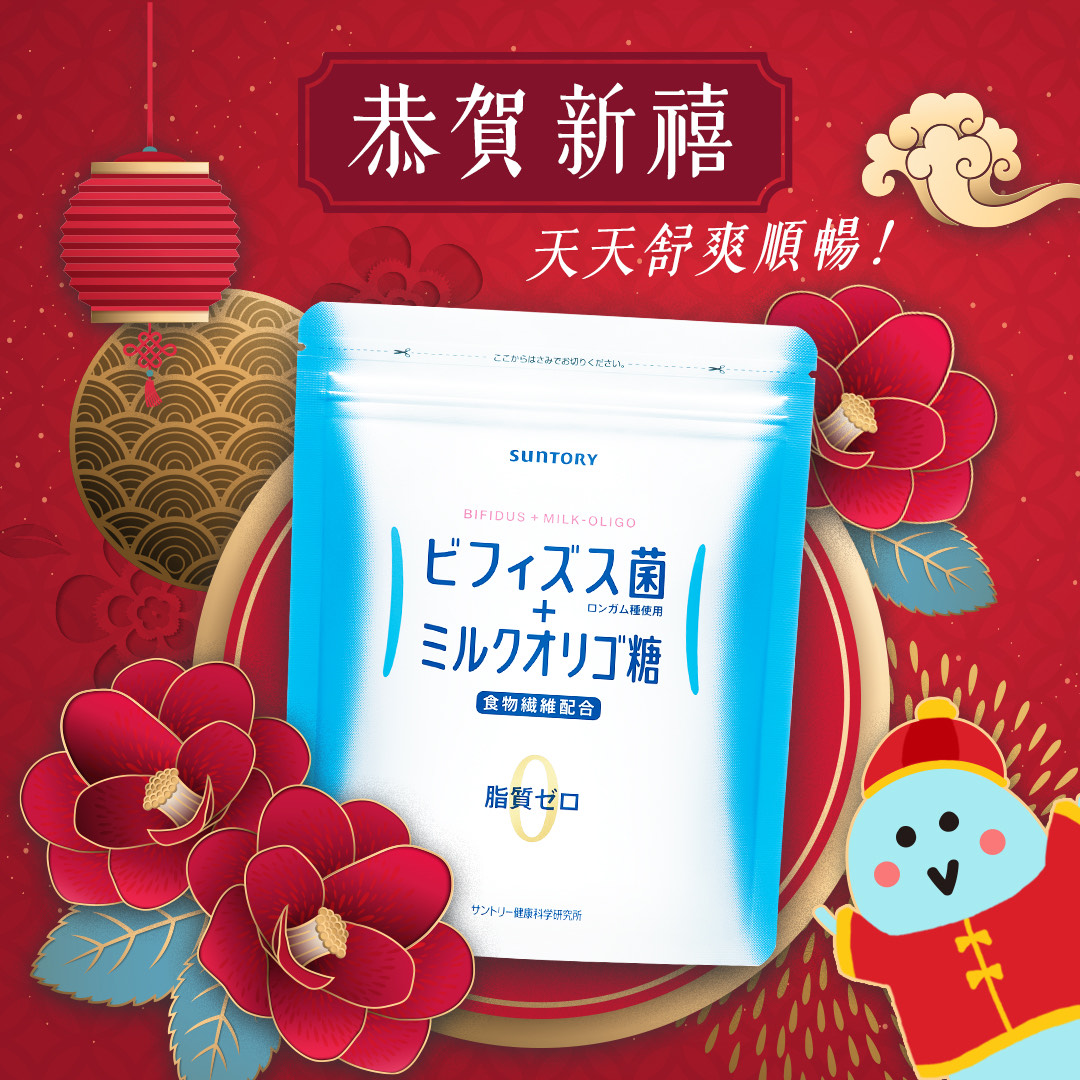 恭賀新禧
天天舒爽順暢!
ここからはさみでお切りください。
SUNTORY
BIFIDUS + MILK-OLIGO
ビフィズス菌
ロンガム種使用
+
ミルクオリゴ糖
食物繊維配合
0
脂質ゼロ
サントリー健康科学研究所